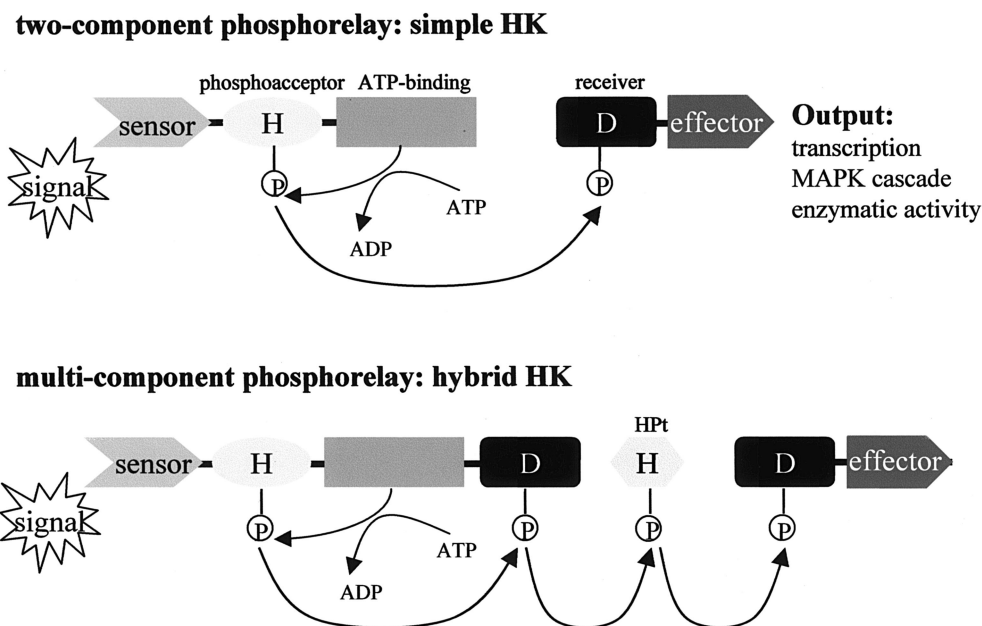 two-component phosphorelay: simple HK
phosphoacceptor ATP-binding receiver
sensor H D effector
Output:
transcription
MAPK cascade
enzymatic activity
signal P P
ATP
ADP
multi-component phosphorelay: hybrid HK
HPt
sensor H D H D effector
signal P P P P
ATP
ADP